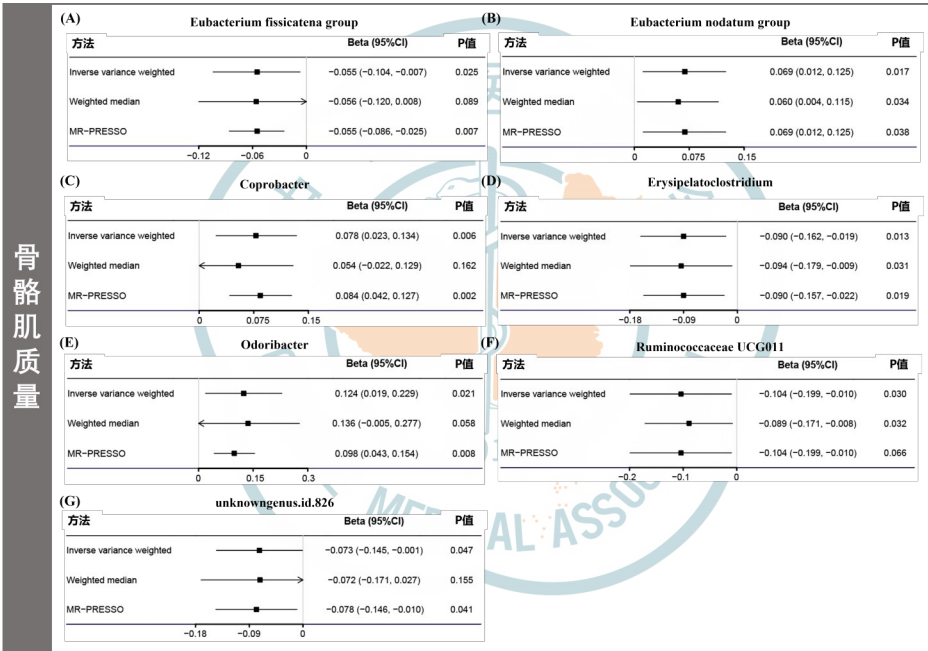 骨骼肌质量
(A) Eubacterium fissicatena group
方法 Beta (95%CI) P值
Inverse variance weighted −0.055 (−0.104, −0.007) 0.025
Weighted median −0.056 (−0.120, 0.008) 0.089
MR−PRESSO −0.055 (−0.086, −0.025) 0.007
−0.12 −0.06 0
(B) Eubacterium nodatum group
方法 Beta (95%CI) P值
Inverse variance weighted 0.069 (0.012, 0.125) 0.017
Weighted median 0.060 (0.004, 0.115) 0.034
MR−PRESSO 0.069 (0.012, 0.125) 0.038
0 0.075 0.15
(C) Coprobacter
方法 Beta (95%CI) P值
Inverse variance weighted 0.078 (0.023, 0.134) 0.006
Weighted median 0.054 (−0.022, 0.129) 0.162
MR−PRESSO 0.084 (0.042, 0.127) 0.002
0 0.075 0.15
(D) Erysipelatoclostridium
方法 Beta (95%CI) P值
Inverse variance weighted −0.090 (−0.162, −0.019) 0.013
Weighted median −0.094 (−0.179, −0.009) 0.031
MR−PRESSO −0.090 (−0.157, −0.022) 0.019
−0.18 −0.09 0
(E) Odoribacter
方法 Beta (95%CI) P值
Inverse variance weighted 0.124 (0.019, 0.229) 0.021
Weighted median 0.136 (−0.005, 0.277) 0.058
MR−PRESSO 0.098 (0.043, 0.154) 0.008
0 0.15 0.3
(F) Ruminococcaceae UCG011
方法 Beta (95%CI) P值
Inverse variance weighted −0.104 (−0.199, −0.010) 0.030
Weighted median −0.089 (−0.171, −0.008) 0.032
MR−PRESSO −0.104 (−0.199, −0.010) 0.066
−0.2 −0.1 0
(G) unknowngenus.id.826
方法 Beta (95%CI) P值
Inverse variance weighted −0.073 (−0.145, −0.001) 0.047
Weighted median −0.072 (−0.171, 0.027) 0.155
MR−PRESSO −0.078 (−0.146, −0.010) 0.041
−0.18 −0.09 0